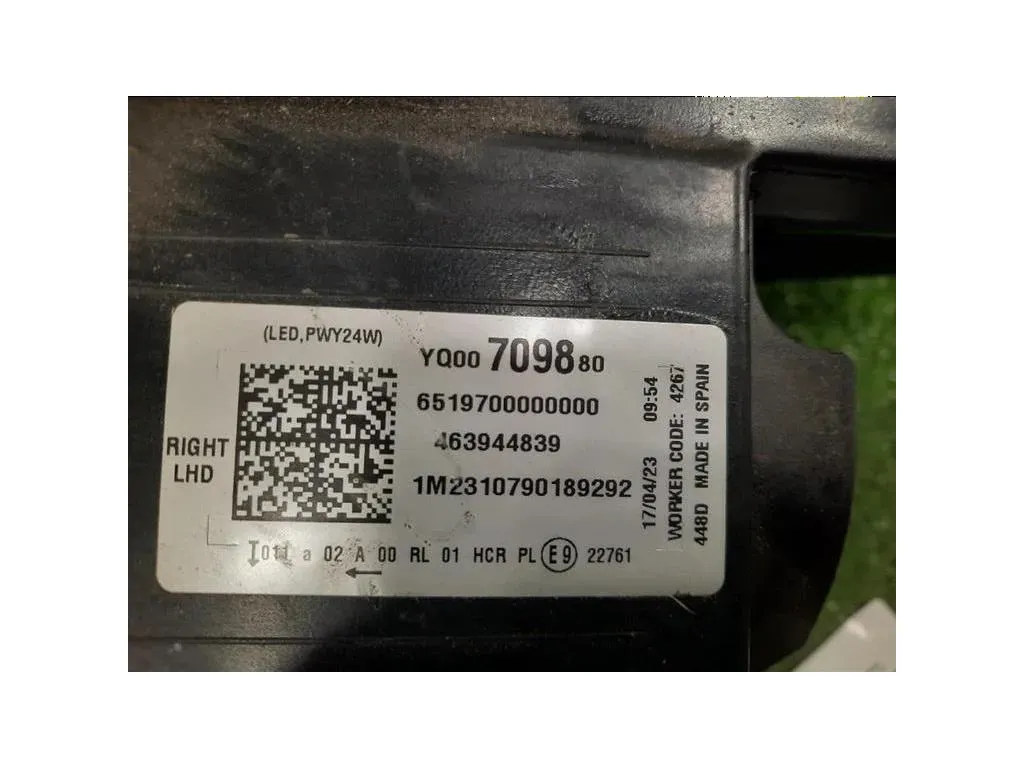 (LED,PWY24W)
YQ00 7098 80
6519700000000
463944839
1M2310790189292
RIGHT
LHD
011 a 02 A 00 RL 01 HCR PL E9 22761
17/04/23 09:54
WORKER CODE: 4267
448D MADE IN SPAIN